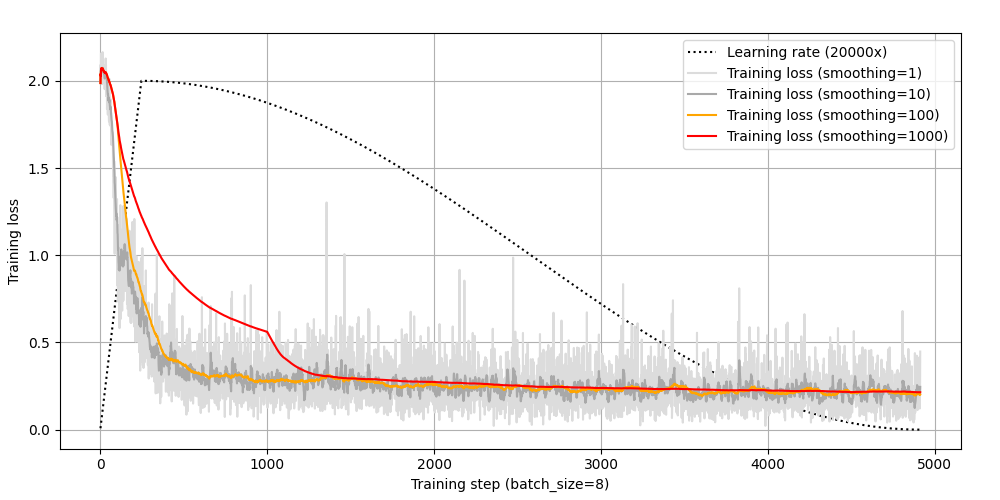 Learning rate (20000x)
Training loss (smoothing=1)
Training loss (smoothing=10)
Training loss (smoothing=100)
Training loss (smoothing=1000)
2.0
1.5
1.0
0.5
0.0
Training loss
0 1000 2000 3000 4000 5000
Training step (batch_size=8)